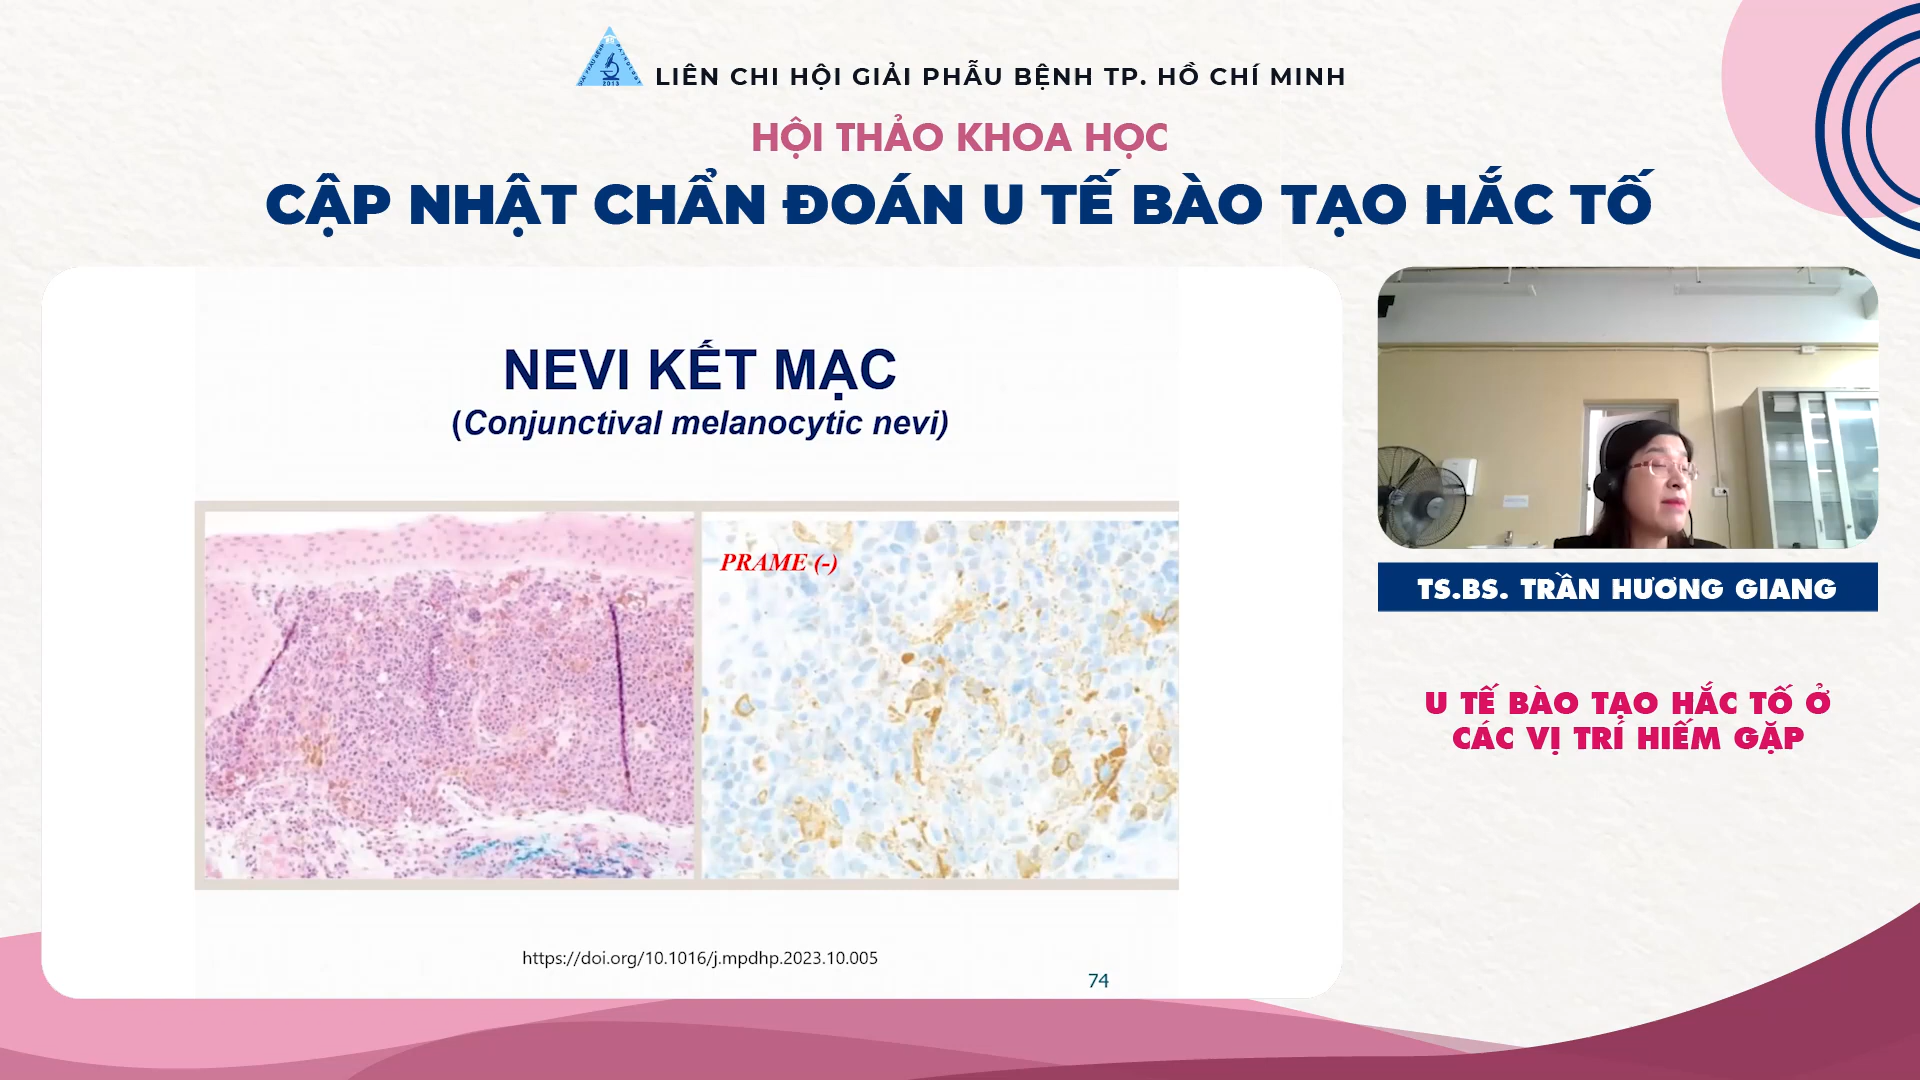 LIÊN CHI HỘI GIẢI PHẪU BỆNH TP. HỒ CHÍ MINH
HỘI THẢO KHOA HỌC
CẬP NHẬT CHẨN ĐOÁN U TẾ BÀO TẠO HẮC TỐ
NEVI KẾT MẠC
(Conjunctival melanocytic nevi)
PRAME (-)
https://doi.org/10.1016/j.mpdhp.2023.10.005
74
TS.BS. TRẦN HƯƠNG GIANG
U TẾ BÀO TẠO HẮC TỐ Ở
CÁC VỊ TRÍ HIẾM GẶP